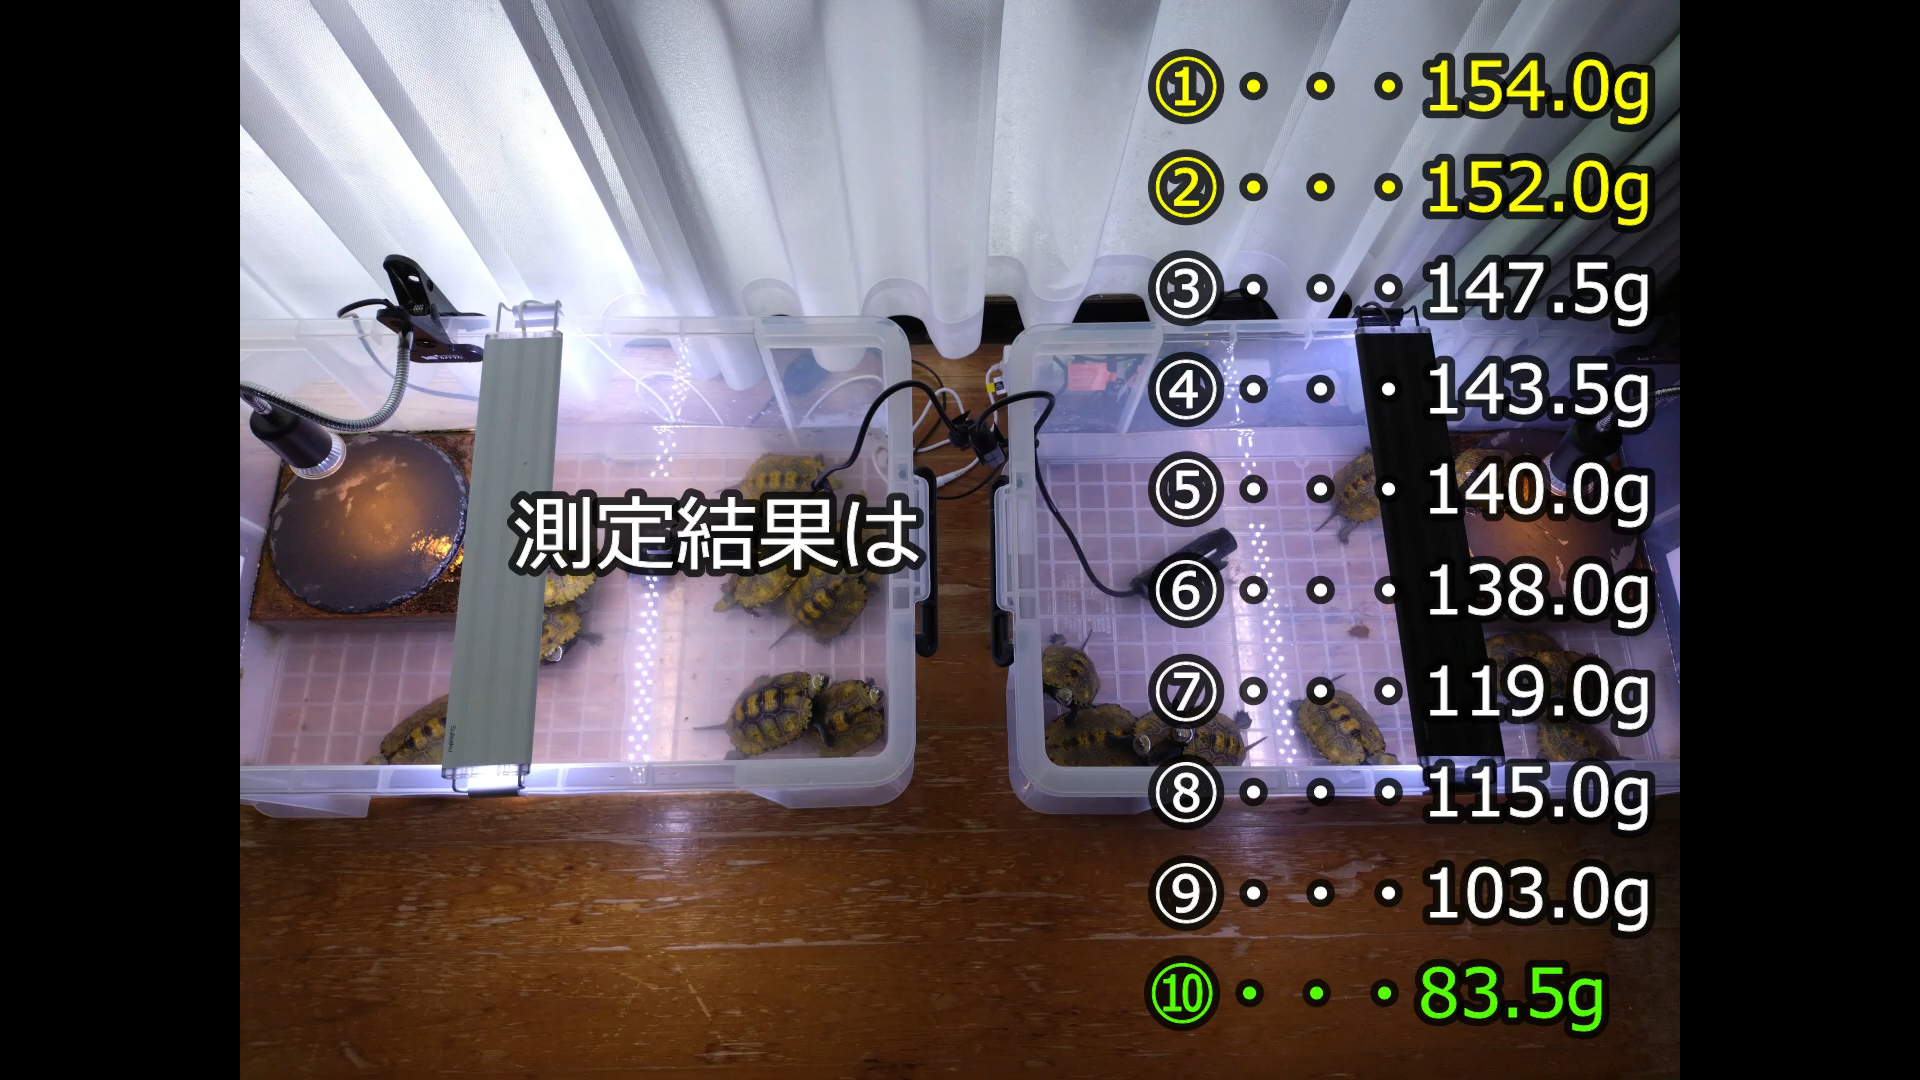 ①・・・154.0g
②・・・152.0g
③・・・147.5g
④・・・143.5g
⑤・・・140.0g
測定結果は
⑥・・・138.0g
⑦・・・119.0g
⑧・・・115.0g
⑨・・・103.0g
⑩・・・83.5g